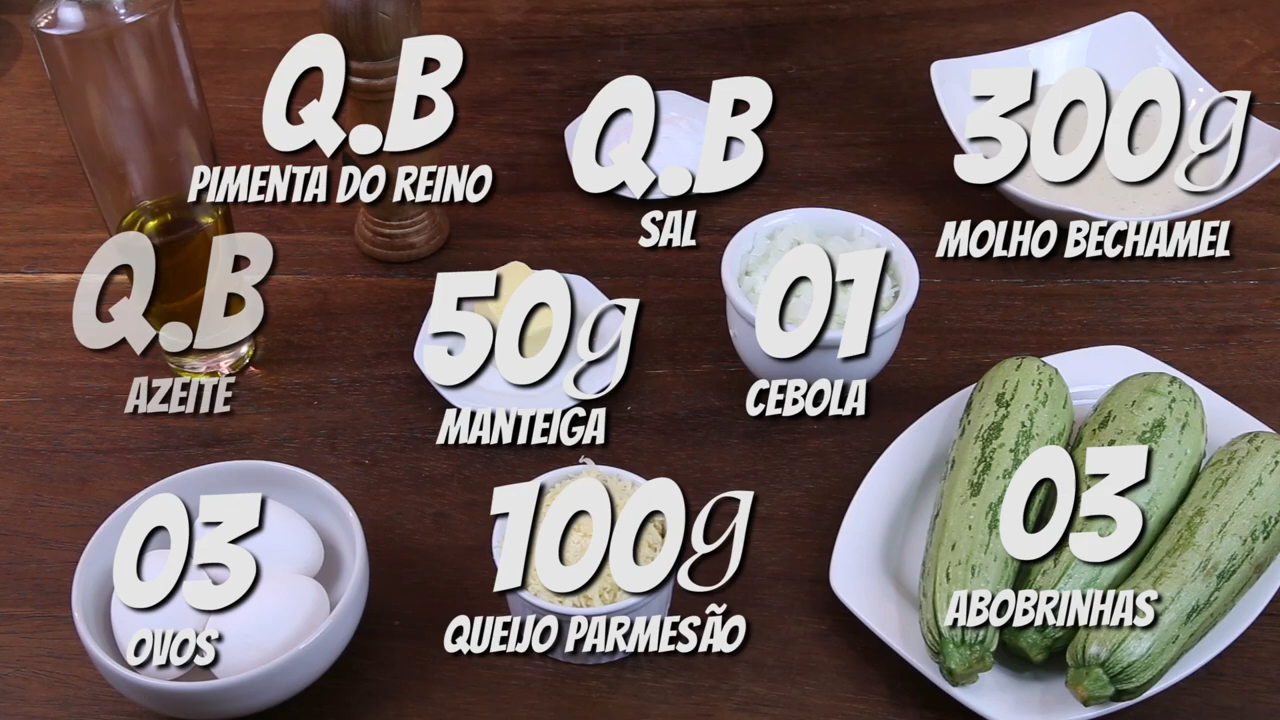 Q.B
PIMENTA DO REINO
Q.B
SAL
300g
MOLHO BECHAMEL
Q.B
AZEITE
50g
MANTEIGA
01
CEBOLA
03
OVOS
100g
QUEIJO PARMESÃO
03
ABOBRINHAS